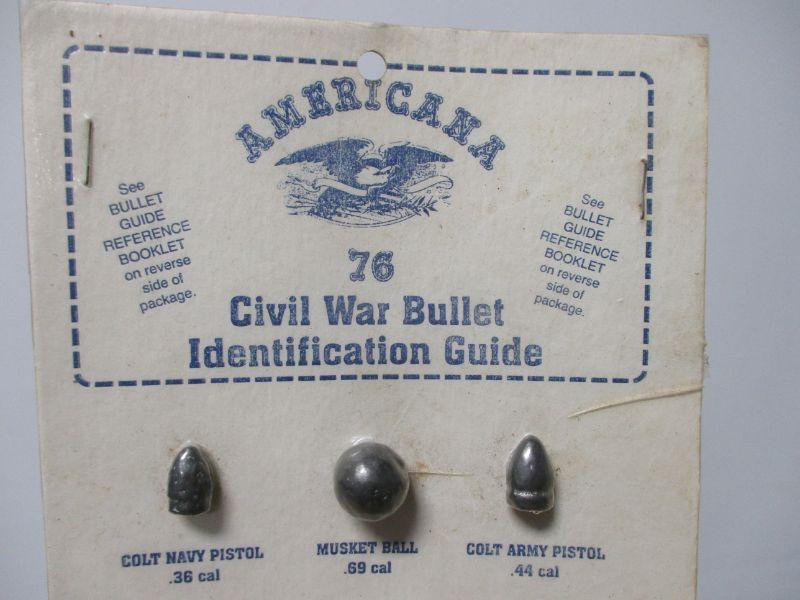 AMERICANA
See
BULLET
GUIDE
REFERENCE
BOOKLET
on reverse
side of
package.
See
BULLET
GUIDE
REFERENCE
BOOKLET
on reverse
side of
package.
76
Civil War Bullet
Identification Guide
COLT NAVY PISTOL
.36 cal
MUSKET BALL
.69 cal
COLT ARMY PISTOL
.44 cal